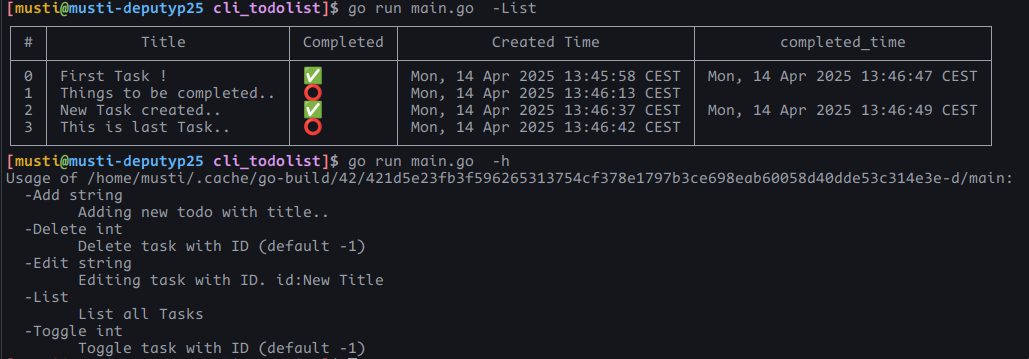 [musti@musti-deputyp25 cli_todolist]$ go run main.go  -List
# Title Completed Created Time completed_time
0 First Task ! ✅ Mon, 14 Apr 2025 13:45:58 CEST Mon, 14 Apr 2025 13:46:47 CEST
1 Things to be completed.. ⭕ Mon, 14 Apr 2025 13:46:13 CEST
2 New Task created.. ✅ Mon, 14 Apr 2025 13:46:37 CEST Mon, 14 Apr 2025 13:46:49 CEST
3 This is last Task.. ⭕ Mon, 14 Apr 2025 13:46:42 CEST
[musti@musti-deputyp25 cli_todolist]$ go run main.go  -h
Usage of /home/musti/.cache/go-build/42/421d5e23fb3f596265313754cf378e1797b3ce698eab60058d40dde53c314e3e-d/main:
  -Add string
        Adding new todo with title..
  -Delete int
        Delete task with ID (default -1)
  -Edit string
        Editing task with ID. id:New Title
  -List
        List all Tasks
  -Toggle int
        Toggle task with ID (default -1)